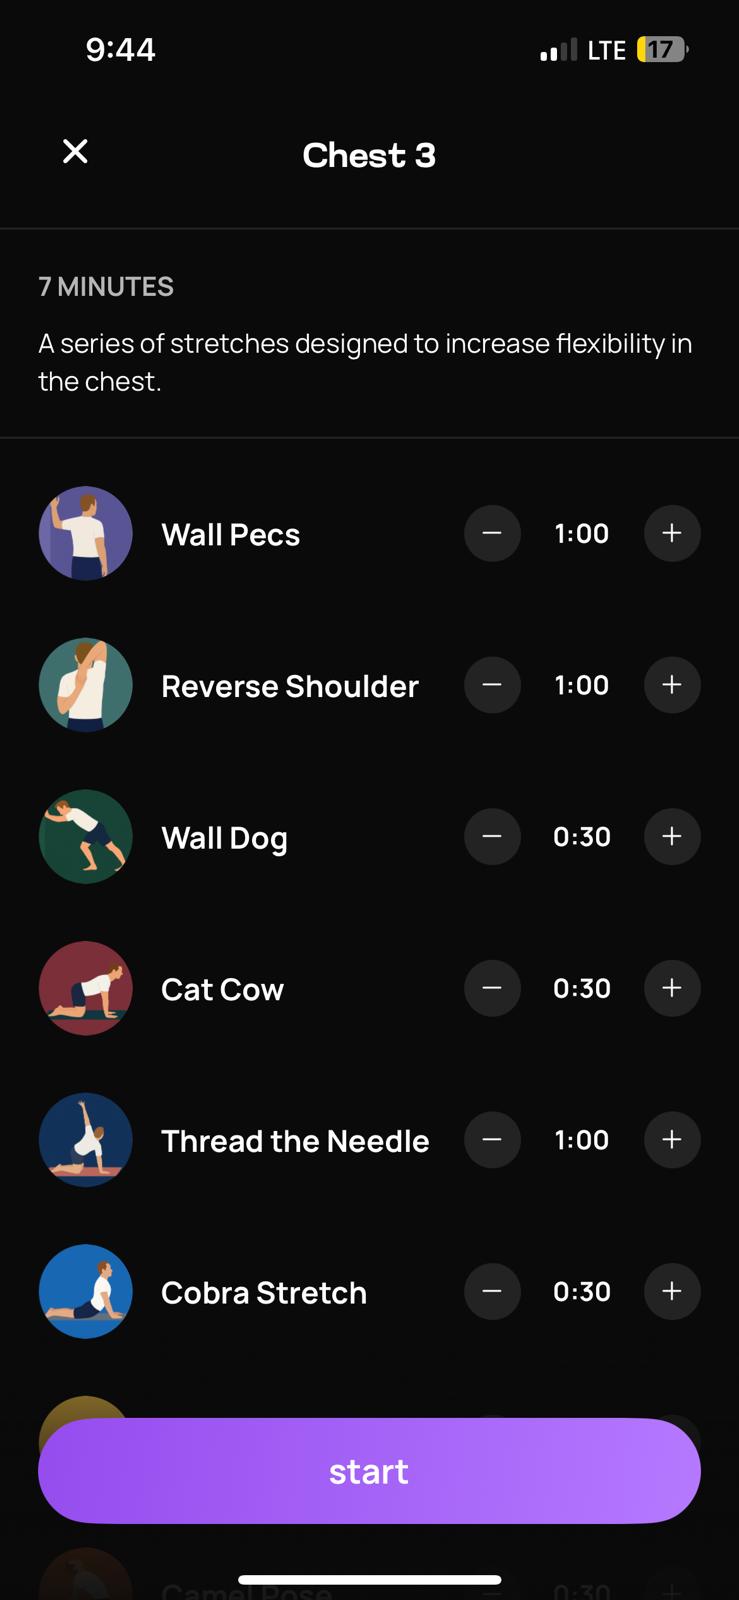 9:44
LTE
17
Chest 3
7 MINUTES
A series of stretches designed to increase flexibility in
the chest.
Wall Pecs
1:00
Reverse Shoulder
1:00
Wall Dog
0:30
Cat Cow
0:30
Thread the Needle
1:00
Cobra Stretch
0:30
start
Camel Pose
0:30